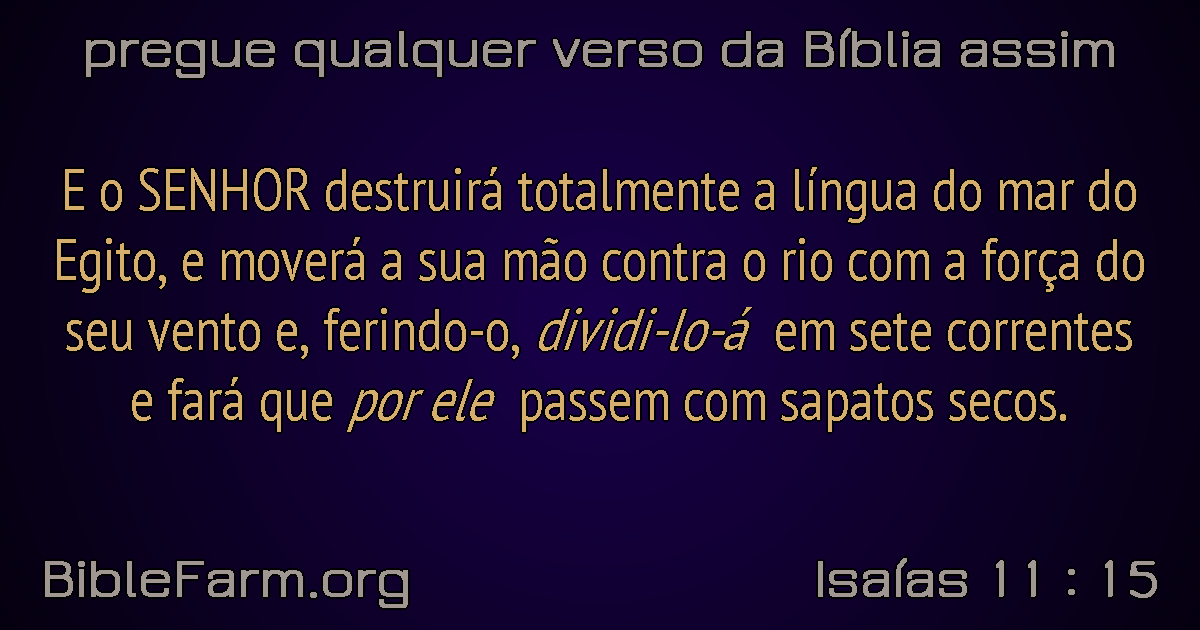 pregue qualquer verso da Bíblia assim
E o SENHOR destruirá totalmente a língua do mar do
Egito, e moverá a sua mão contra o rio com a força do
seu vento e, ferindo-o, dividi-lo-á em sete correntes
e fará que por ele passem com sapatos secos.
BibleFarm.org
Isaías 11 : 15